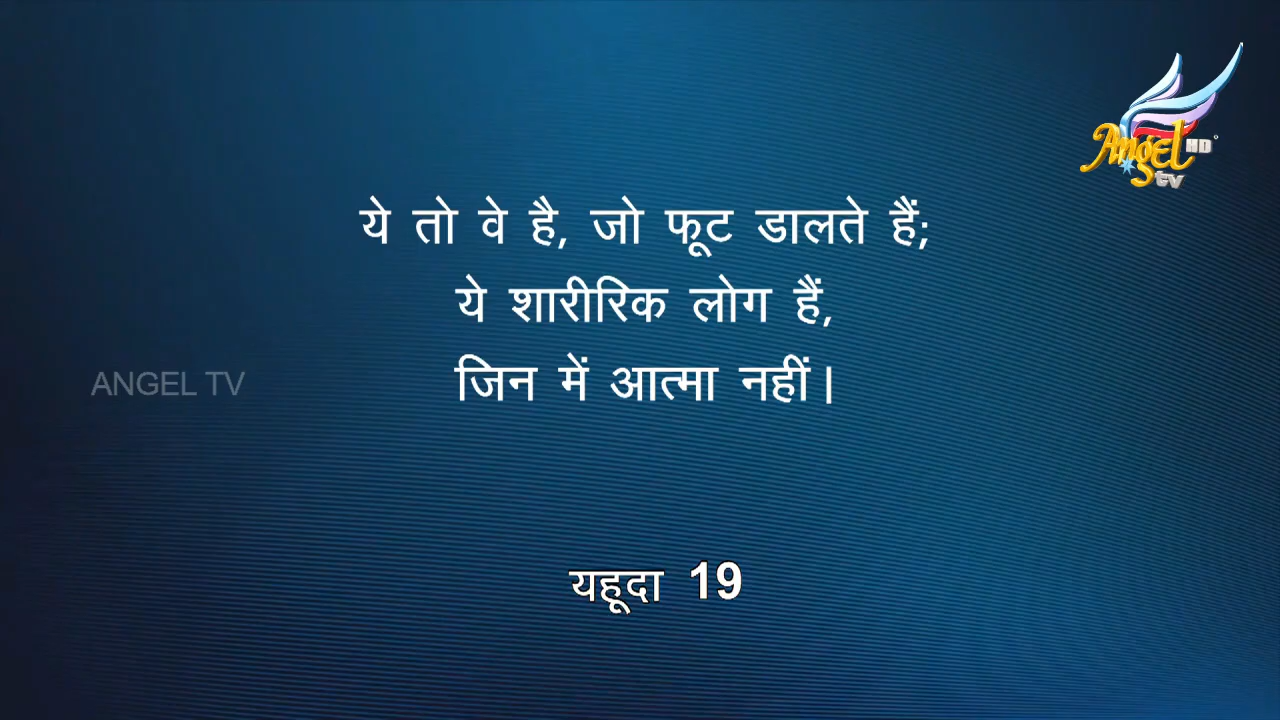 Angel HD
tv
ये तो वे है, जो फूट डालते हैं;
ये शारीरिक लोग हैं,
जिन में आत्मा नहीं।
ANGEL TV
यहूदा 19